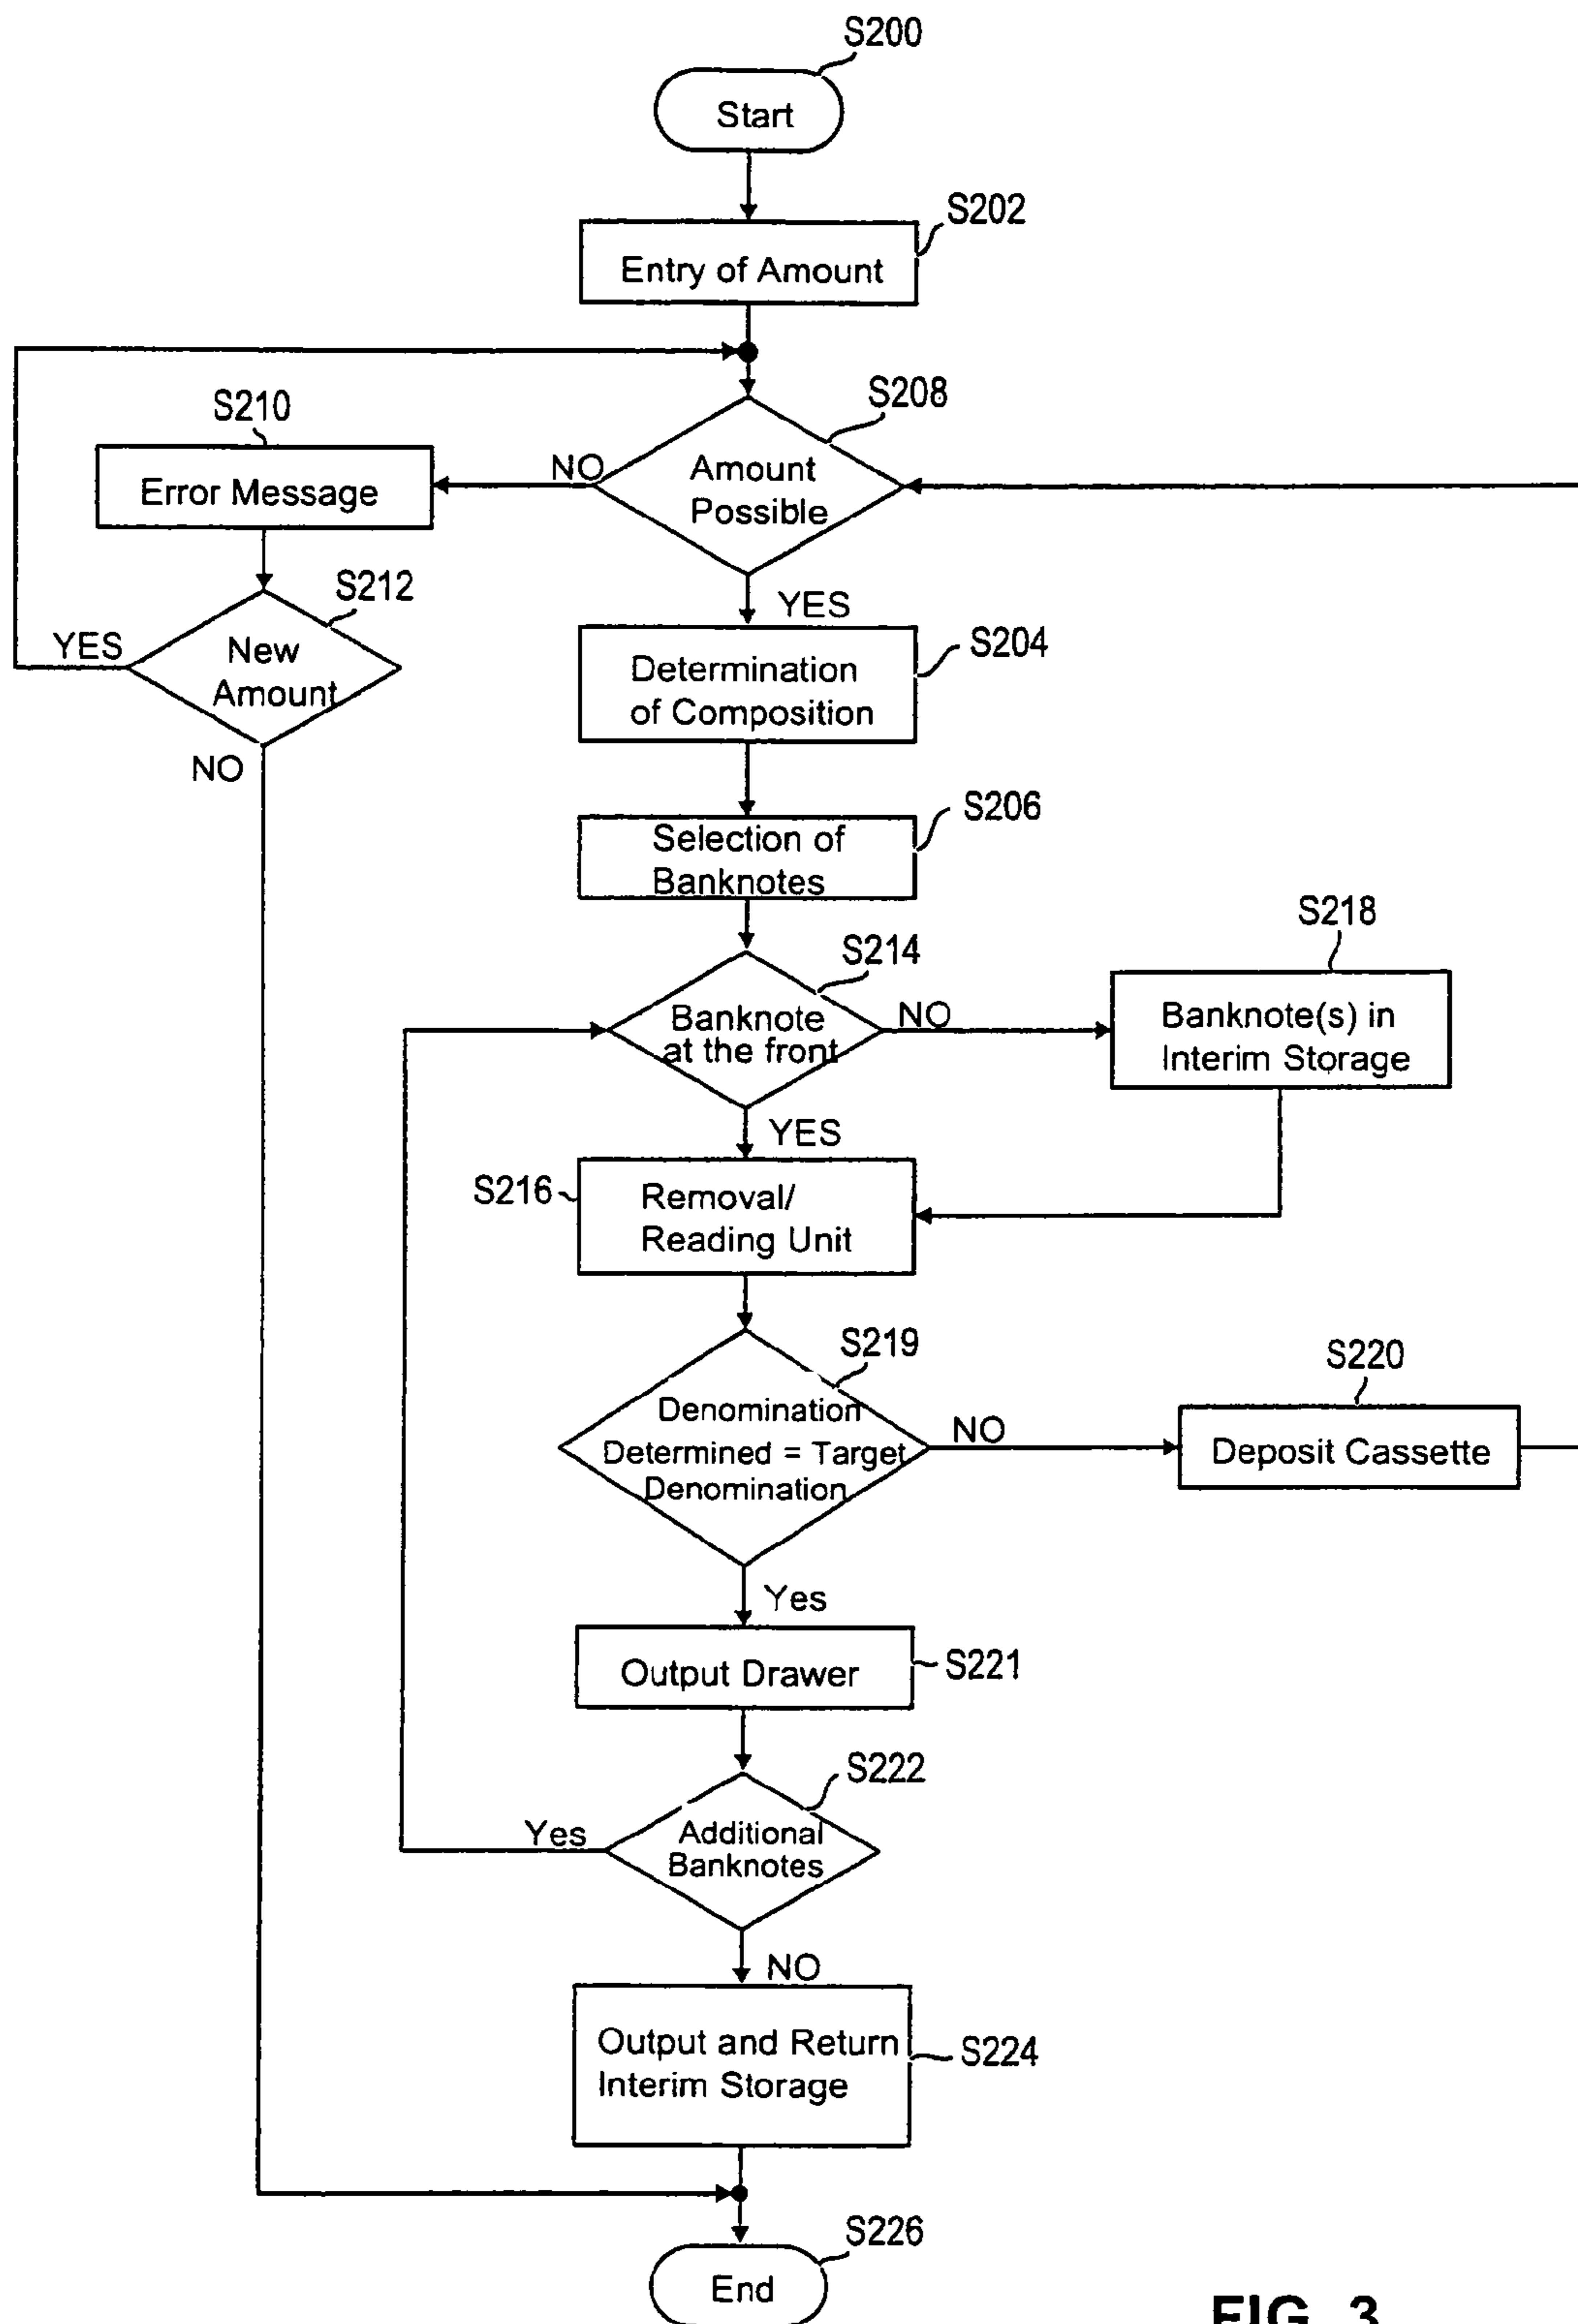 S200
Start
S202
Entry of Amount
S208
S210
Error Message
NO
Amount
Possible
S212
YES
New
Amount
NO
YES
S204
Determination
of Composition
S206
Selection of
Banknotes
S214
Banknote
at the front
NO
S218
Banknote(s) in
Interim Storage
YES
S216
Removal/
Reading Unit
S219
Denomination
Determined = Target
Denomination
NO
S220
Deposit Cassette
Yes
Output Drawer
S221
S222
Yes
Additional
Banknotes
NO
Output and Return
Interim Storage
S224
S226
End
FIG. 3